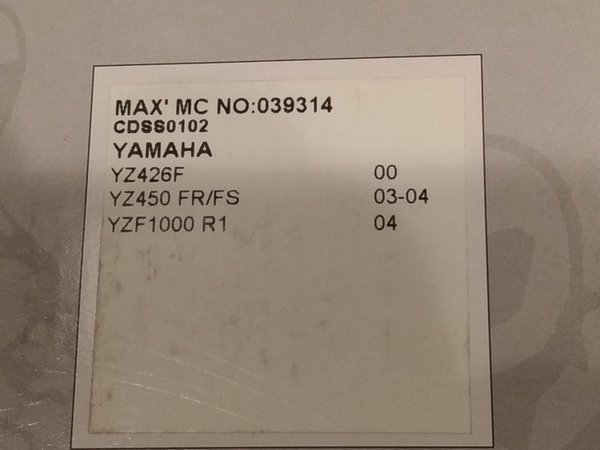 MAX' MC NO:039314
CDSS0102
YAMAHA
YZ426F 00
YZ450 FR/FS 03-04
YZF1000 R1 04